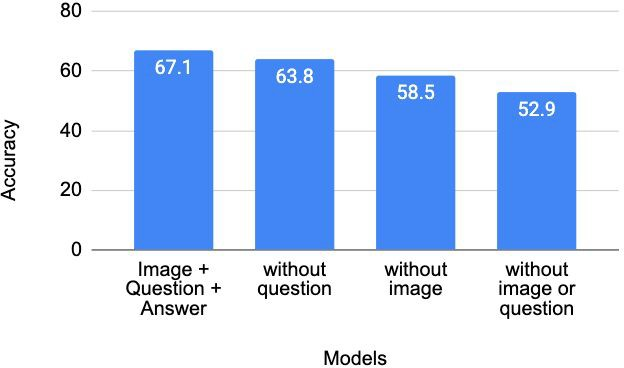 80
60
40
20
0
Accuracy
67.1
63.8
58.5
52.9
Image +
Question +
Answer
without
question
without
image
without
image or
question
Models